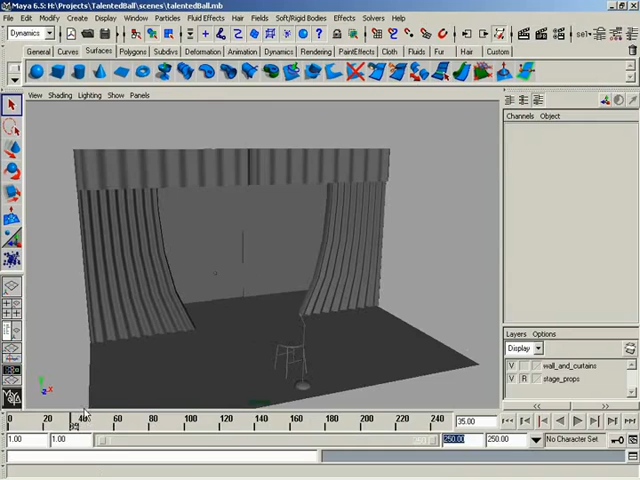 Maya 6.5: H:\Projects\TalentedBall\scenes\talentedBall.mb
File Edit Modify Create Display Window Particles Fluid Effects Fields Soft/Rigid Bodies Effects Solvers Hair Help
Dynamics sel
General Curves Surfaces Polygons Subdivs Deformation Animation Dynamics Rendering PaintEffects Cloth Fluids Fur Hair Custom
View Shading Lighting Show Panels
Channels Object
Layers Options
Display
V wall_and_curtains
V R stage_props
0 20 40 60 80 100 120 140 160 180 200 220 240 35.00
35
1.00 1.00 250.00 250.00 No Character Set